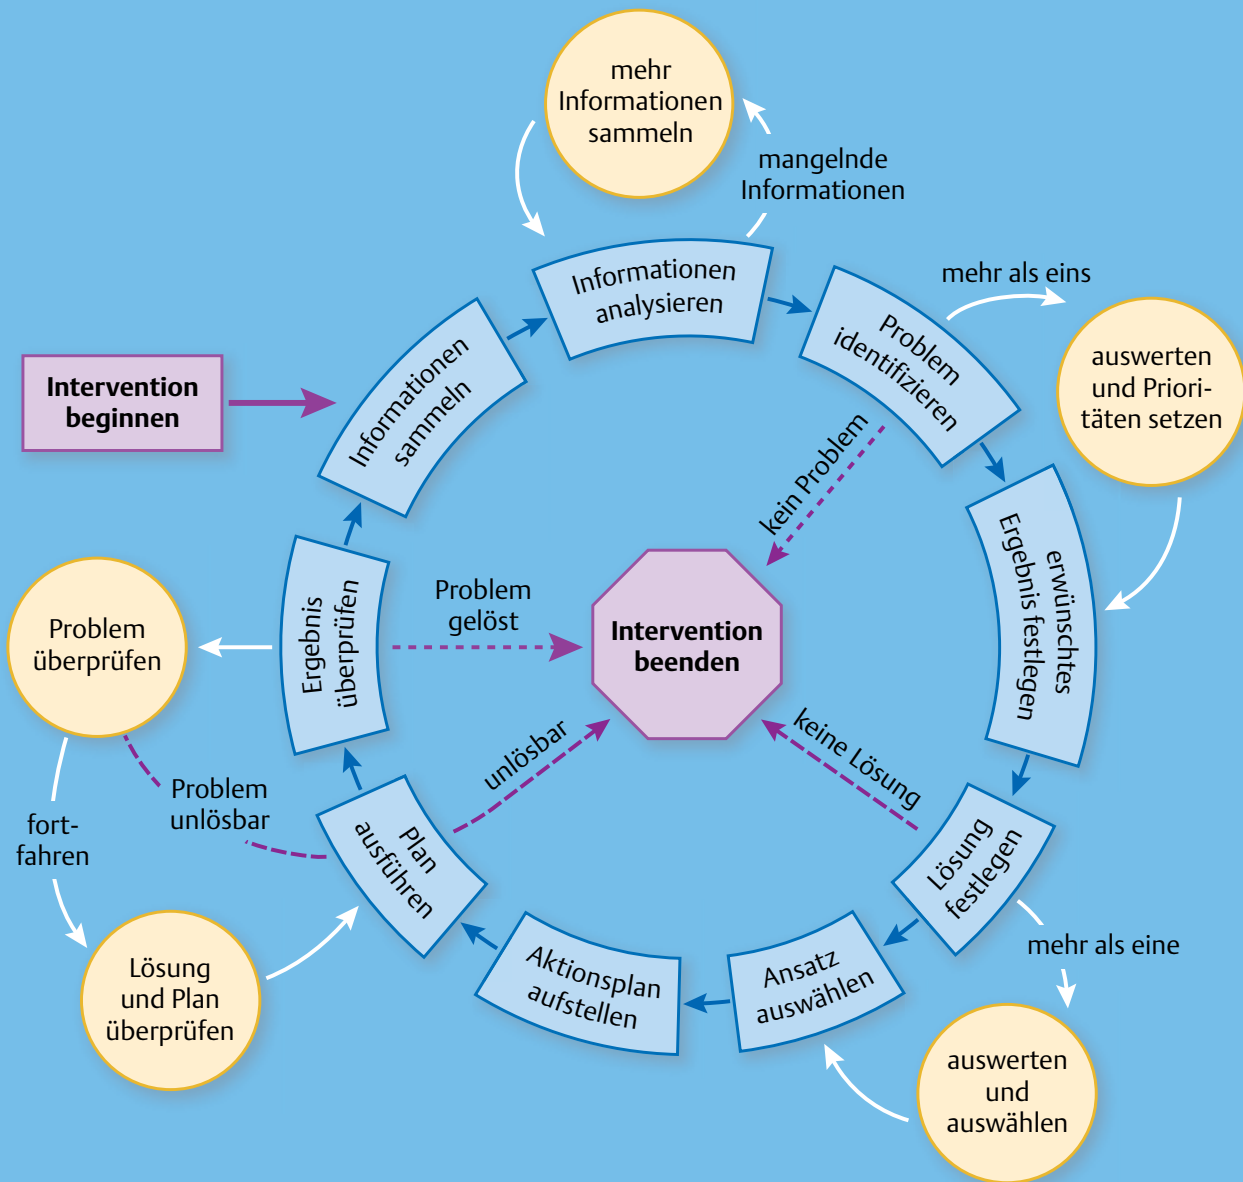 mehr
Informationen
sammeln
mangelnde
Informationen
Informationen
analysieren
mehr als eins
Problem
identifizieren
auswerten
und Priori-
täten setzen
Intervention
beginnen
Informationen
sammeln
kein Problem
erwünschtes
Ergebnis festlegen
Ergebnis
überprüfen
Problem
gelöst
Intervention
beenden
Problem
überprüfen
unlösbar
keine Lösung
Problem
unlösbar
fort-
fahren
Plan
ausführen
Lösung
festlegen
Aktionsplan
aufstellen
Ansatz
auswählen
mehr als eine
Lösung
und Plan
überprüfen
auswerten
und
auswählen